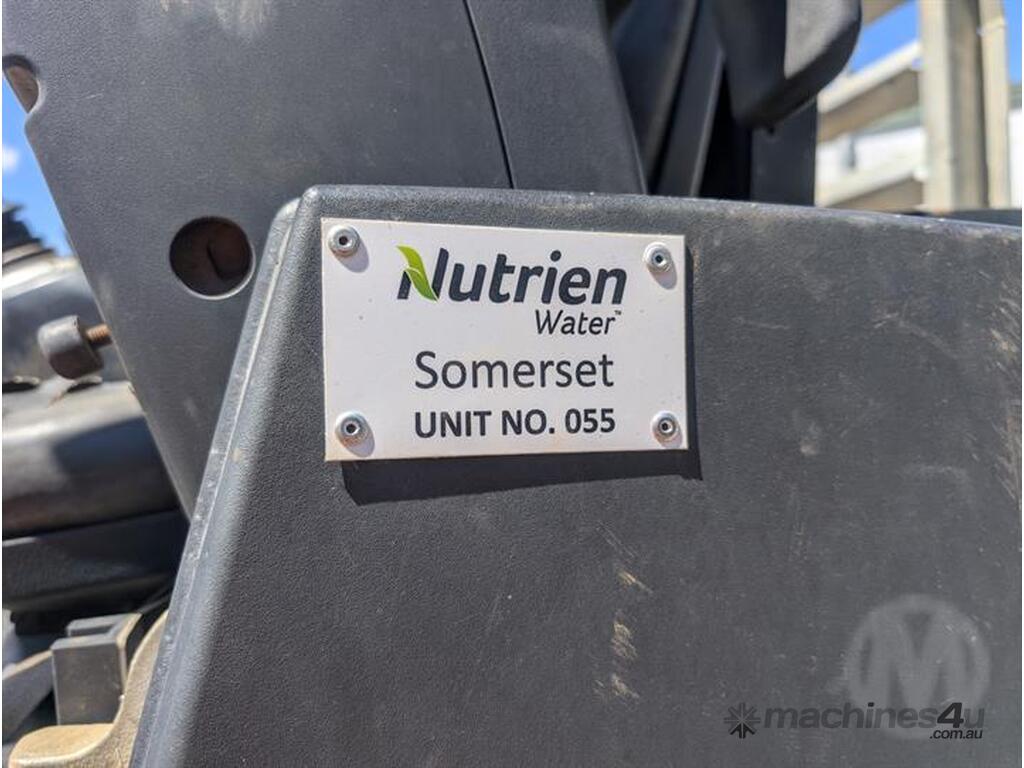 Nutrien
Water™
Somerset
UNIT NO. 055
M
machines4u
.com.au